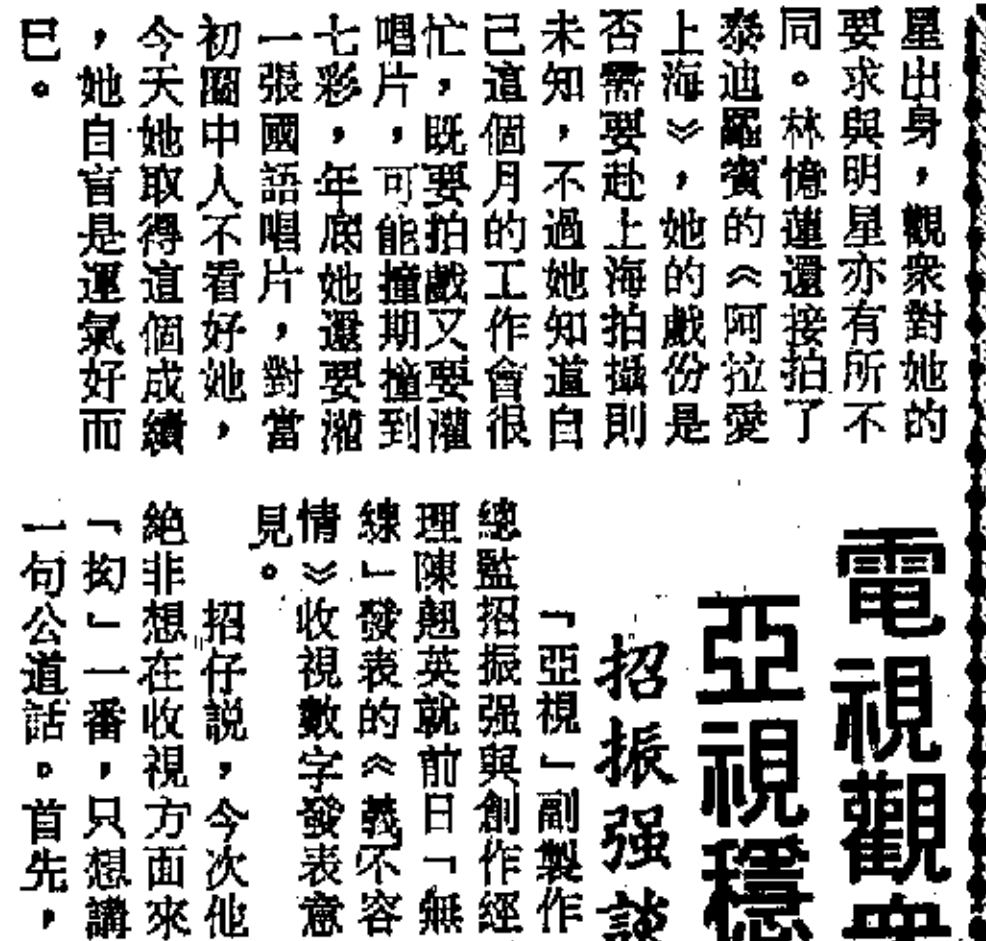 星出身，觀衆對她的
要求與明星亦有所不
同。林憶蓮還接拍了
泰迪羅賓的《阿拉愛
上海》，她的戲份是
否需要赴上海拍攝則
未知，不過她知道自
己這個月的工作會很
忙，既要拍戲又要灌
唱片，可能撞期撞到
七彩，年底她還要灌
一張國語唱片，對當
初圈中人不看好她，
今天她取得這個成績
，她自言是運氣好而
已。
電視觀衆
亞視穩
招振强談
「亞視」副製作
總監招振强與創作經
理陳翹英就前日「無
線」發表的《義不容
情》收視數字發表意
見。
招仔説，今次他
絕非想在收視方面來
「抝」一番，只想講
一句公道話。首先，